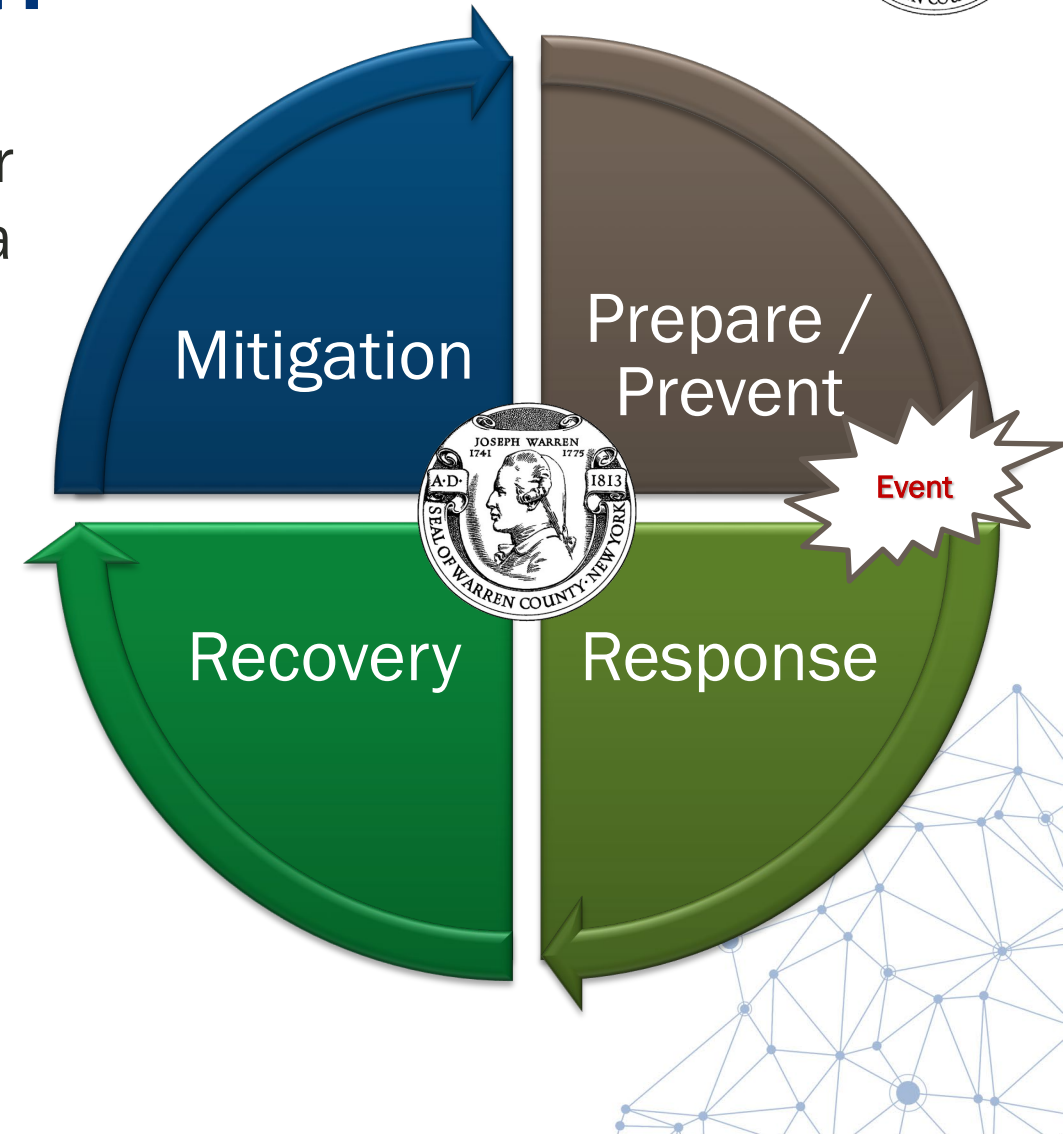 r
a
Mitigation
Prepare /
Prevent
Event
JOSEPH WARREN
1741 1775
A·D· 1813
SEAL OF WARREN COUNTY·NEW YORK
Recovery
Response